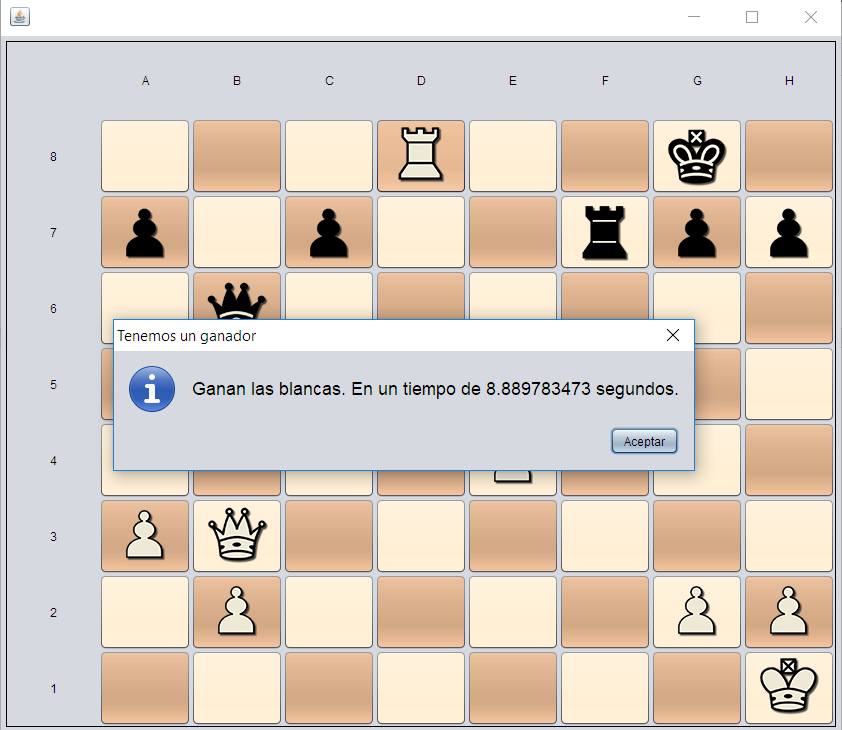 A B C D E F G H
8
7
6
Tenemos un ganador
5
Ganan las blancas. En un tiempo de 8.889783473 segundos.
Aceptar
4
3
2
1